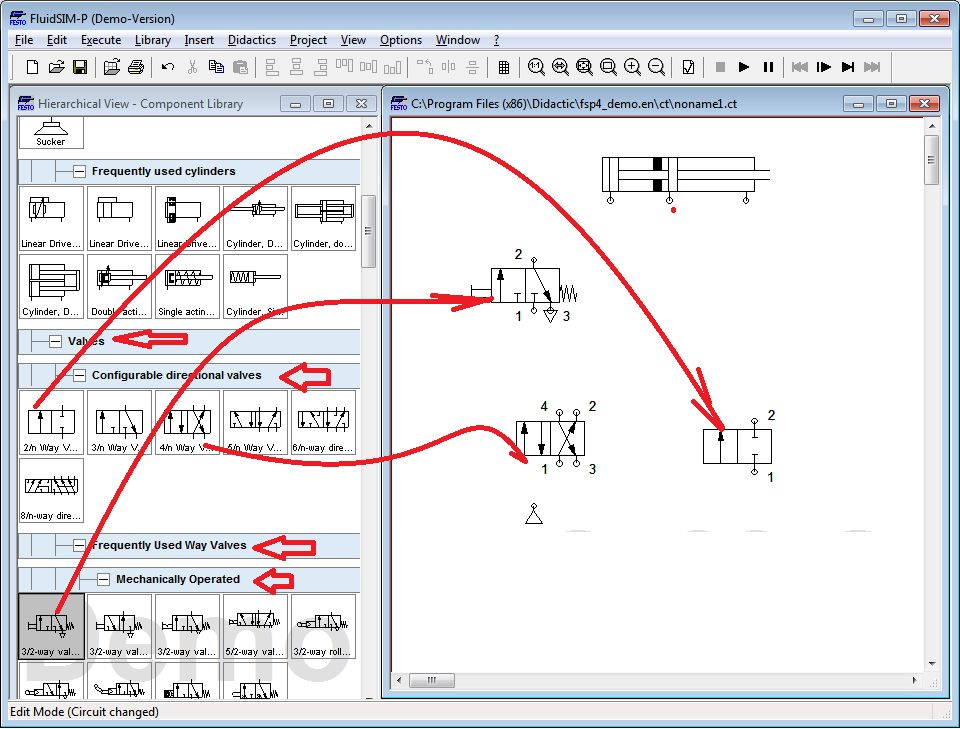 FluidSIM-P (Demo-Version)
File Edit Execute Library Insert Didactics Project View Options Window ?
1:1
FESTO Hierarchical View - Component Library
FESTO C:\Program Files (x86)\Didactic\fsp4_demo.en\ct\noname1.ct
Sucker
Frequently used cylinders
Linear Drive... Linear Drive... Linear Drive... Cylinder, D... Cylinder, do...
Cylinder, D... Double acti... Single actin... Cylinder, Si...
Valves
Configurable directional valves
2/n Way V... 3/n Way V... 4/n Way V... 5/n Way V... 6/n-way dire...
8/n-way dire...
Frequently Used Way Valves
Mechanically Operated
3/2-way val... 3/2-way val... 3/2-way val... 5/2-way val... 3/2-way roll...
Demo
2
1 3
4 2
1 3
2
1
Edit Mode (Circuit changed)